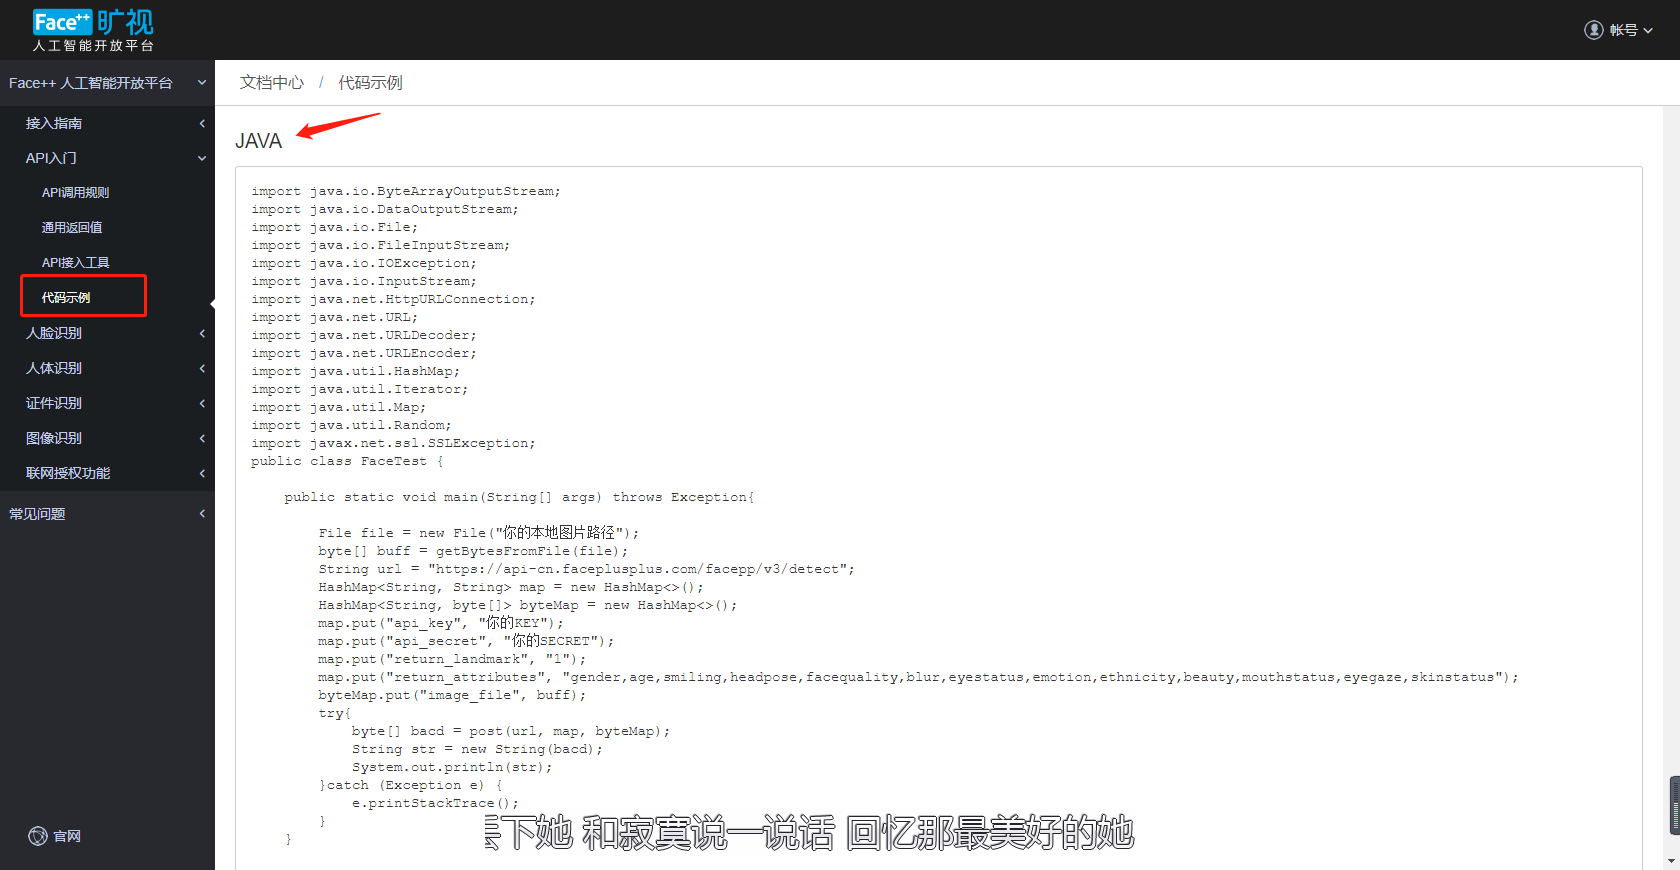 Face++ 旷视
人工智能开放平台
帐号
Face++ 人工智能开放平台
接入指南
API入门
API调用规则
通用返回值
API接入工具
代码示例
人脸识别
人体识别
证件识别
图像识别
联网授权功能
常见问题
官网
文档中心 / 代码示例
JAVA
import java.io.ByteArrayOutputStream;
import java.io.DataOutputStream;
import java.io.File;
import java.io.FileInputStream;
import java.io.IOException;
import java.io.InputStream;
import java.net.HttpURLConnection;
import java.net.URL;
import java.net.URLDecoder;
import java.net.URLEncoder;
import java.util.HashMap;
import java.util.Iterator;
import java.util.Map;
import java.util.Random;
import javax.net.ssl.SSLException;
public class FaceTest {
public static void main(String[] args) throws Exception{
File file = new File("你的本地图片路径");
byte[] buff = getBytesFromFile(file);
String url = "https://api-cn.faceplusplus.com/facepp/v3/detect";
HashMap<String, String> map = new HashMap<>();
HashMap<String, byte[]> byteMap = new HashMap<>();
map.put("api_key", "你的KEY");
map.put("api_secret", "你的SECRET");
map.put("return_landmark", "1");
map.put("return_attributes", "gender,age,smiling,headpose,facequality,blur,eyestatus,emotion,ethnicity,beauty,mouthstatus,eyegaze,skinstatus");
byteMap.put("image_file", buff);
try{
byte[] bacd = post(url, map, byteMap);
String str = new String(bacd);
System.out.println(str);
}catch (Exception e) {
e.printStackTrace();
}
}
下她 和寂寞说一说话 回忆那最美好的她